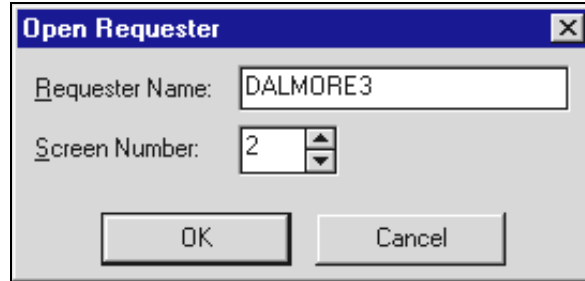 Open Requester
Requester Name: DALMORE3
Screen Number: 2
OK Cancel